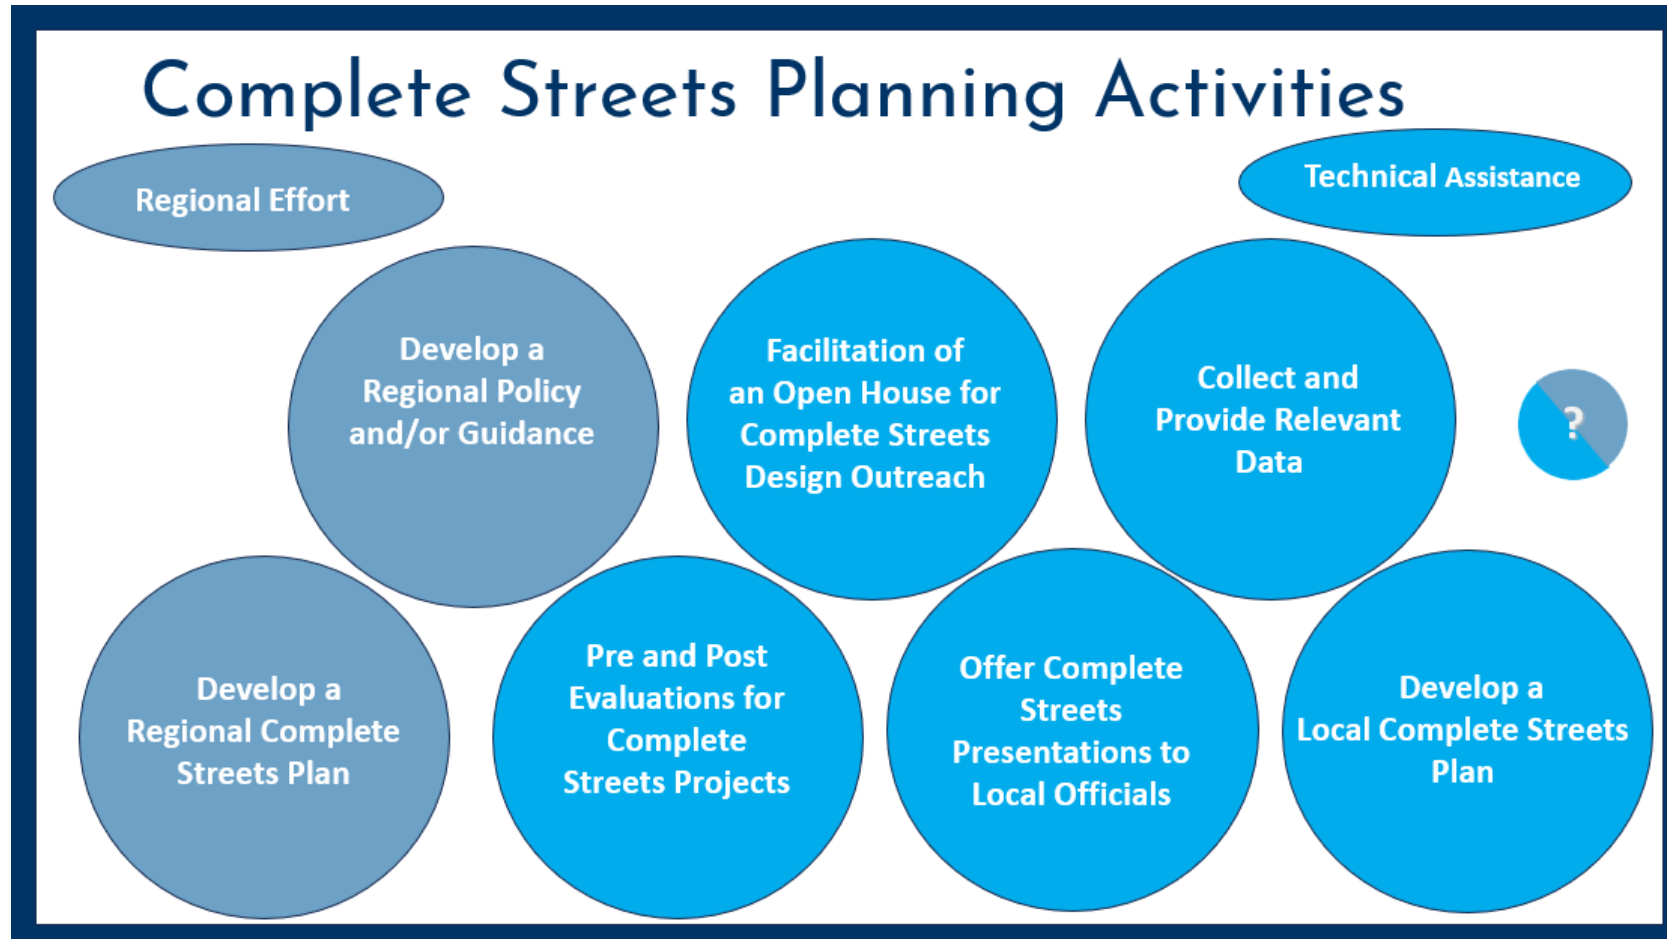 Complete Streets Planning Activities
Regional Effort
Technical Assistance
Develop a
Regional Policy
and/or Guidance
Facilitation of
an Open House for
Complete Streets
Design Outreach
Collect and
Provide Relevant
Data
?
Develop a
Regional Complete
Streets Plan
Pre and Post
Evaluations for
Complete
Streets Projects
Offer Complete
Streets
Presentations to
Local Officials
Develop a
Local Complete Streets
Plan